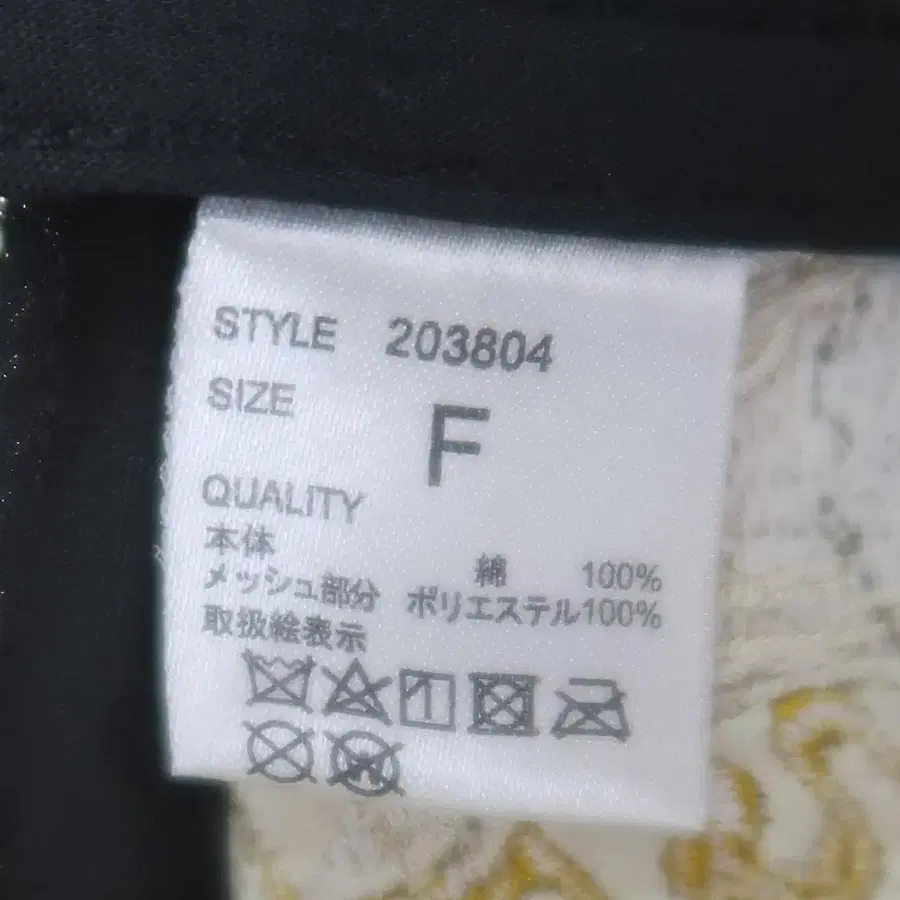 STYLE 203804
SIZE F
QUALITY
本体 綿 100%
メッシュ部分 ポリエステル100%
取扱絵表示